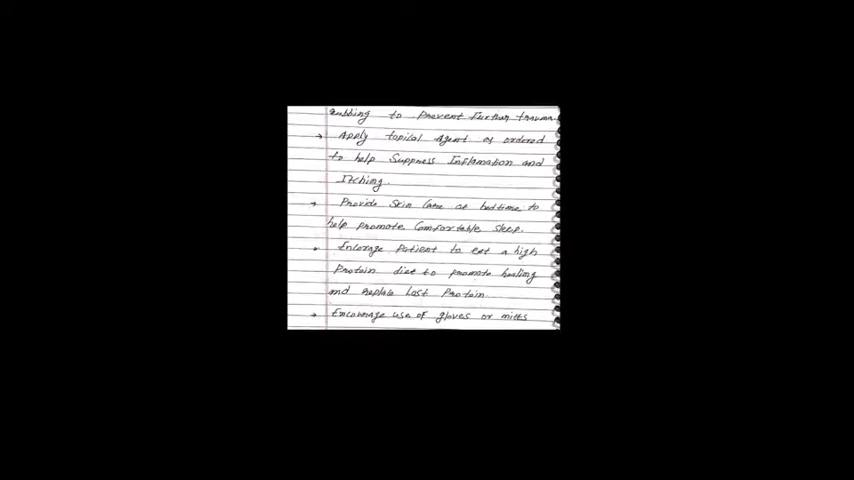 rubbing to prevent Further trauma.
→ Apply topical Agent as ordered
to help Suppress Inflamation and
Itching.
→ Provide Skin Care at bedtime to
help promote Comfortable sleep.
Encorage Patient to eat a high
Protein diet to promote healing
and replace Lost Protein.
→ Encourage use of gloves or mitts